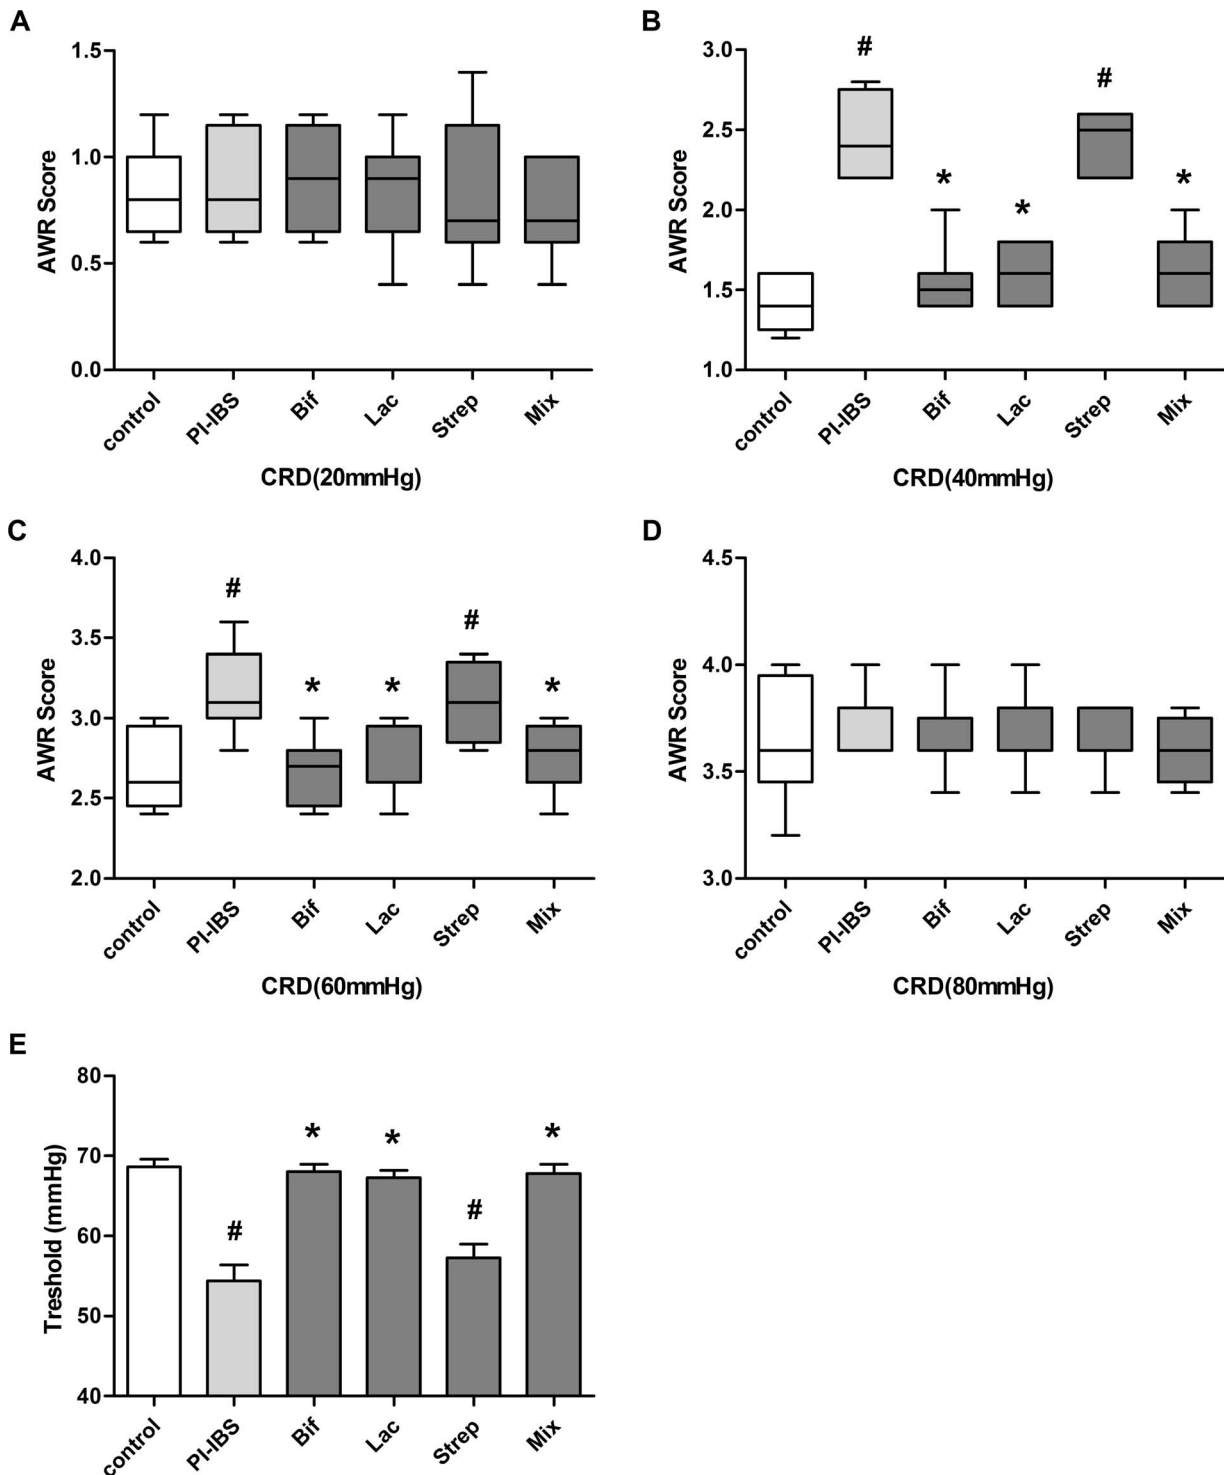 A
AWR Score
1.5
1.0
0.5
0.0
control
PI-IBS
Bif
Lac
Strep
Mix
CRD(20mmHg)
B
AWR Score
3.0
2.5
2.0
1.5
1.0
#
*
*
#
*
control
PI-IBS
Bif
Lac
Strep
Mix
CRD(40mmHg)
C
AWR Score
4.0
3.5
3.0
2.5
2.0
#
*
*
#
*
control
PI-IBS
Bif
Lac
Strep
Mix
CRD(60mmHg)
D
AWR Score
4.5
4.0
3.5
3.0
control
PI-IBS
Bif
Lac
Strep
Mix
CRD(80mmHg)
E
Treshold (mmHg)
80
70
60
50
40
#
*
*
#
*
control
PI-IBS
Bif
Lac
Strep
Mix